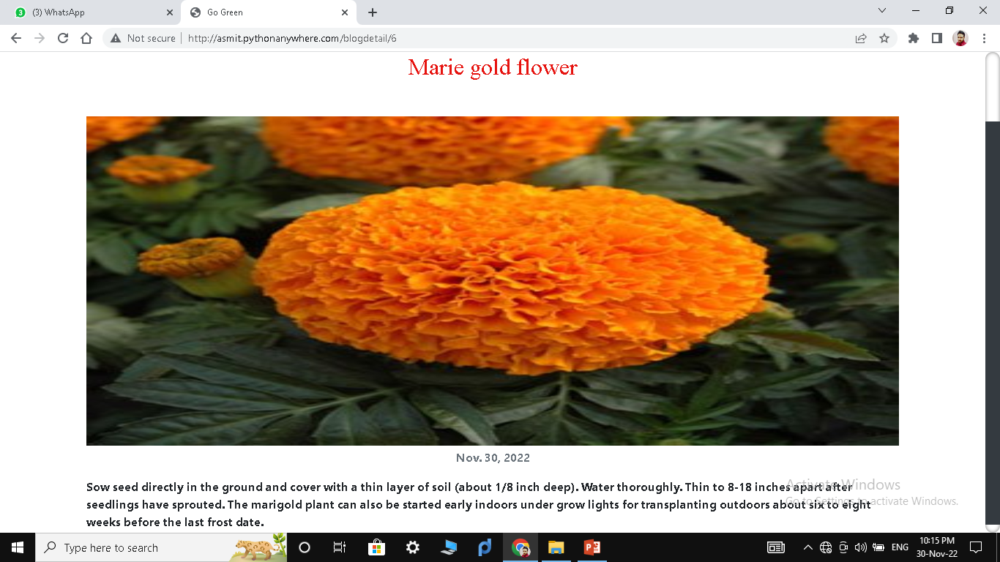 (3) WhatsApp
Go Green
Not secure
http://asmit.pythonanywhere.com/blogdetail/6
Marie gold flower
Nov. 30, 2022
Sow seed directly in the ground and cover with a thin layer of soil (about 1/8 inch deep). Water thoroughly. Thin to 8-18 inches apart after
seedlings have sprouted. The marigold plant can also be started early indoors under grow lights for transplanting outdoors about six to eight
weeks before the last frost date.
Activate Windows
Go to Settings to activate Windows.
Type here to search
ENG
10:15 PM
30-Nov-22